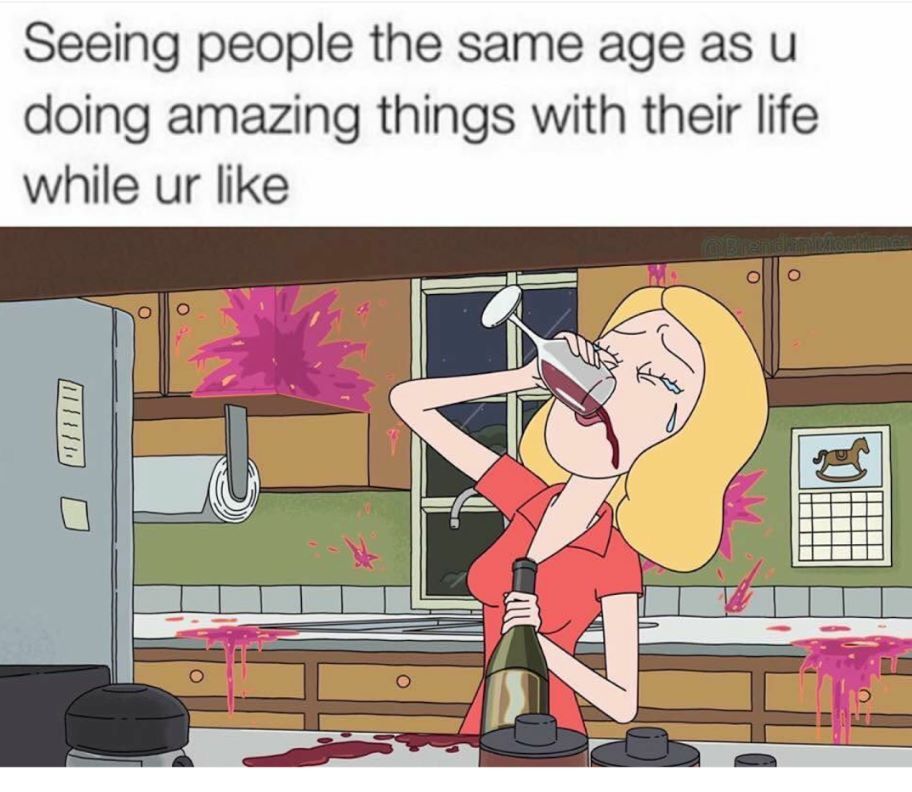 Seeing people the same age as u
doing amazing things with their life
while ur like